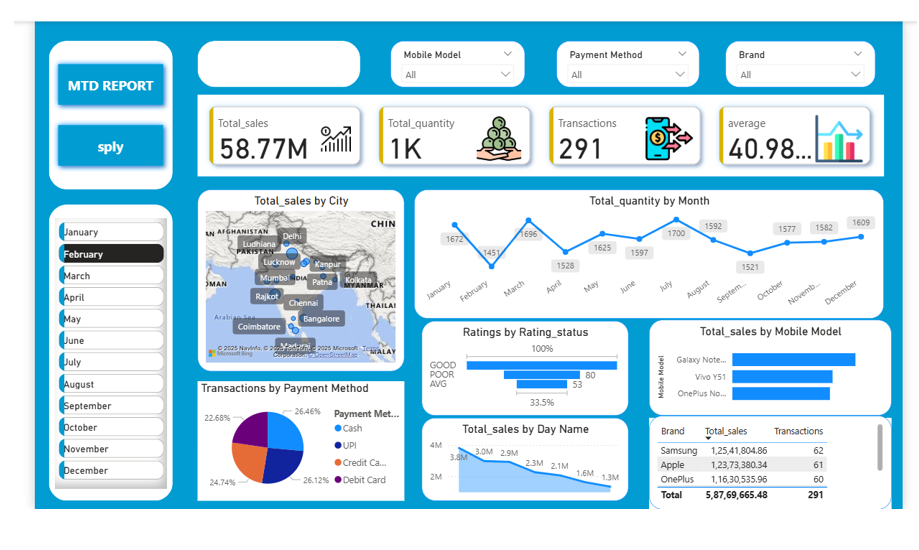 Mobile Model
Payment Method
Brand
All
All
All
MTD REPORT
sply
Total_sales
58.77M
Total_quantity
1K
Transactions
291
average
40.98...
January
February
March
April
May
June
July
August
September
October
November
December
Total_sales by City
CHIN
AFGHANISTAN
PAKISTAN
Delhi
Ludhiana
Lucknow
Kanpur
Mumbai
Patna
Kolkata
MYANMAR
OMAN
Rajkot
Chennai
THAILA
Arabian Sea
Bangalore
Coimbatore
Madurai
MALAY
Microsoft Bing
© 2025 Microsoft
Corporation
© OpenStreetMap
Terms
Total_quantity by Month
1672
1451
1696
1528
1625
1597
1700
1592
1521
1577
1582
1609
January
February
March
April
May
June
July
August
Septem...
October
Novemb...
December
Ratings by Rating_status
100%
GOOD
POOR
80
AVG
53
33.5%
Total_sales by Mobile Model
Mobile Model
Galaxy Note...
Vivo Y51
OnePlus No...
Transactions by Payment Method
22.68%
26.46%
24.74%
26.12%
Payment Met...
Cash
UPI
Credit Ca...
Debit Card
Total_sales by Day Name
4M
2M
3.8M
3.0M
2.9M
2.3M
2.1M
1.6M
1.3M
Brand Total_sales Transactions
Samsung 1,25,41,804.86 62
Apple 1,23,73,380.34 61
OnePlus 1,16,30,535.96 60
Total 5,87,69,665.48 291